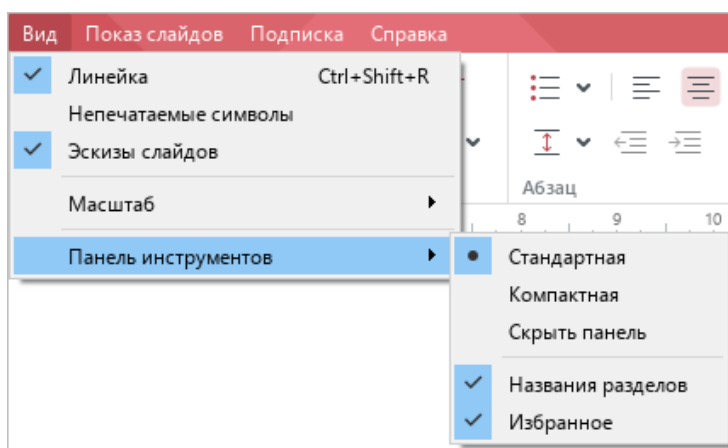 Вид Показ слайдов Подписка Справка
Линейка Ctrl+Shift+R
Непечатаемые символы
Эскизы слайдов
Масштаб
Панель инструментов
Абзац
8 9 10
Стандартная
Компактная
Скрыть панель
Названия разделов
Избранное